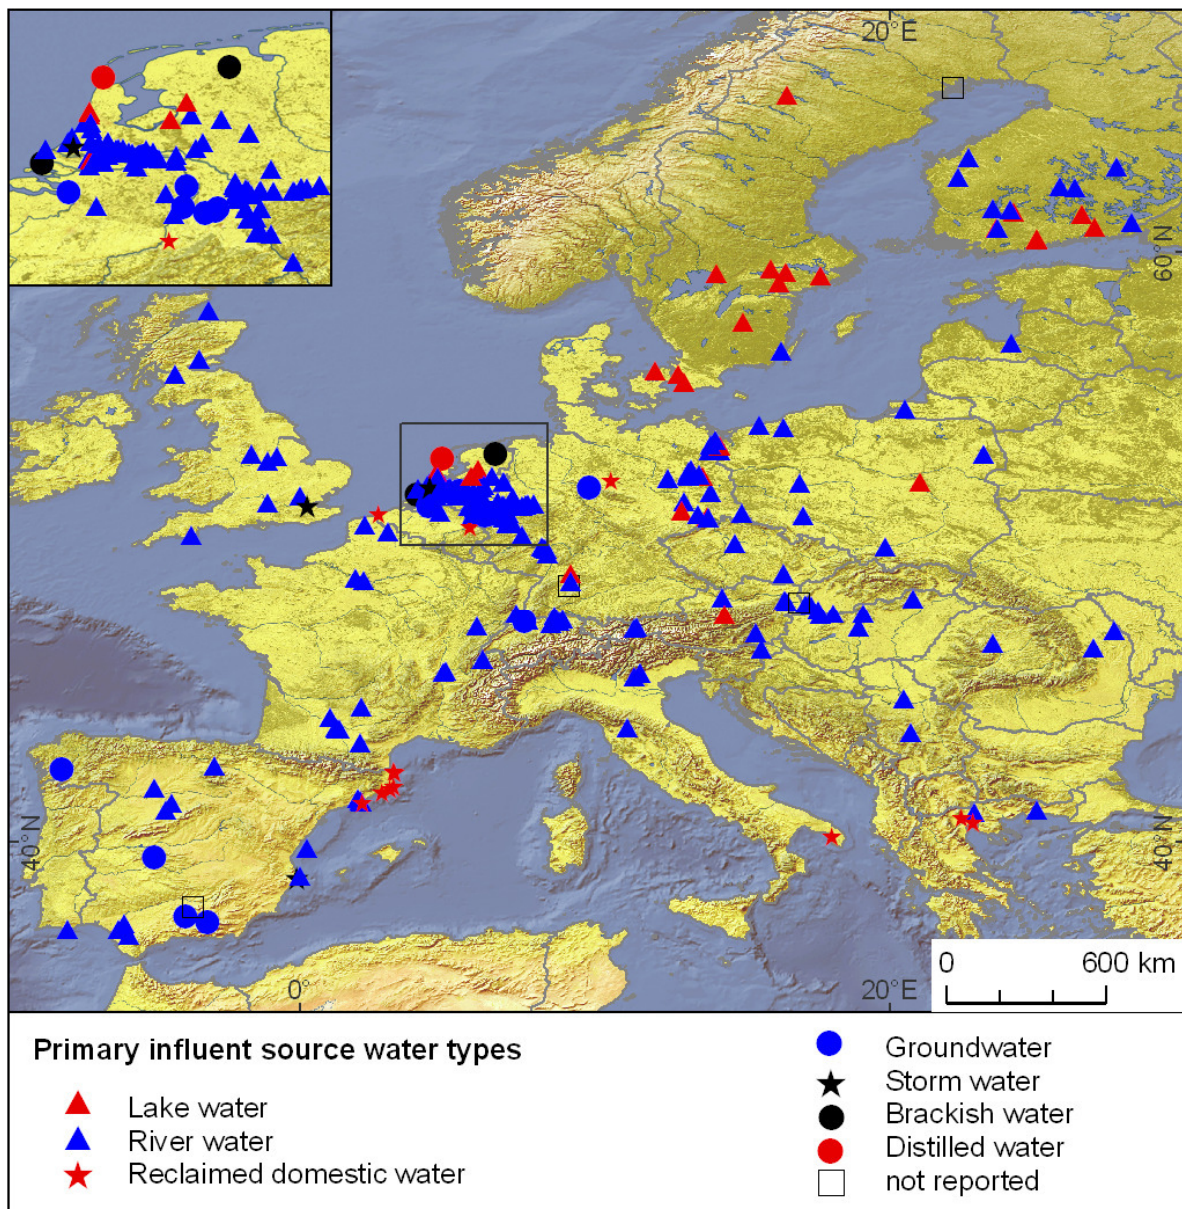 20°E
60°N
40°N
0°
20°E
40°N
0 600 km
Primary influent source water types
Lake water
River water
Reclaimed domestic water
Groundwater
Storm water
Brackish water
Distilled water
not reported